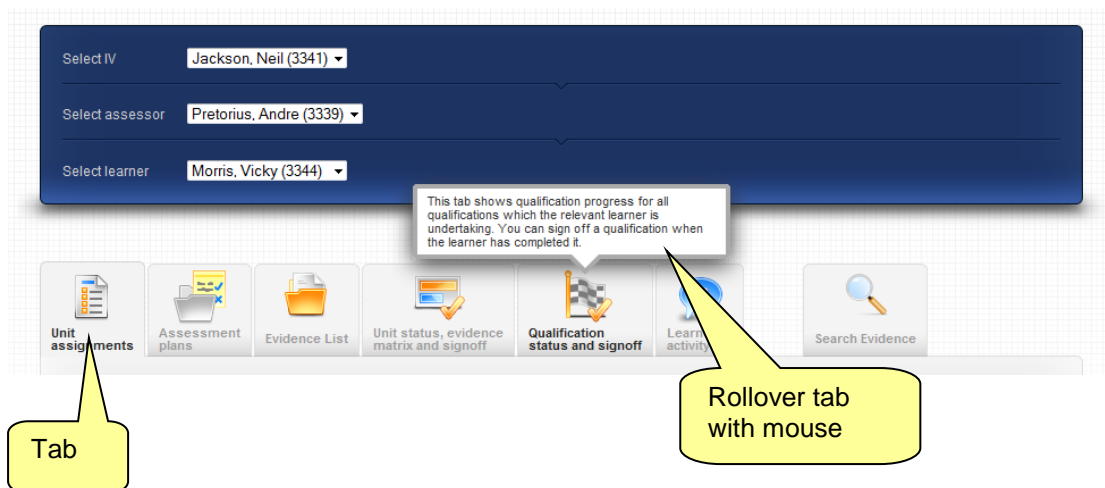 Select IV Jackson, Neil (3341)
Select assessor Pretorius, Andre (3339)
Select learner Morris, Vicky (3344)
This tab shows qualification progress for all
qualifications which the relevant learner is
undertaking. You can sign off a qualification when
the learner has completed it.
Unit
assignments
Assessment
plans
Evidence List
Unit status, evidence
matrix and signoff
Qualification
status and signoff
activity
Search Evidence
Rollover tab
with mouse
Tab